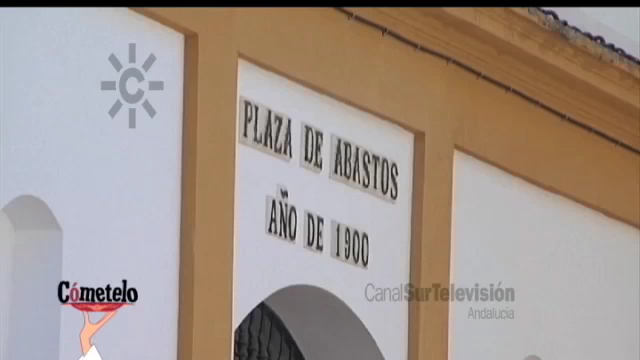 PLAZA DE ABASTOS
AÑO DE 1900
Cómetelo
CanalSurTelevisión
Andalucía